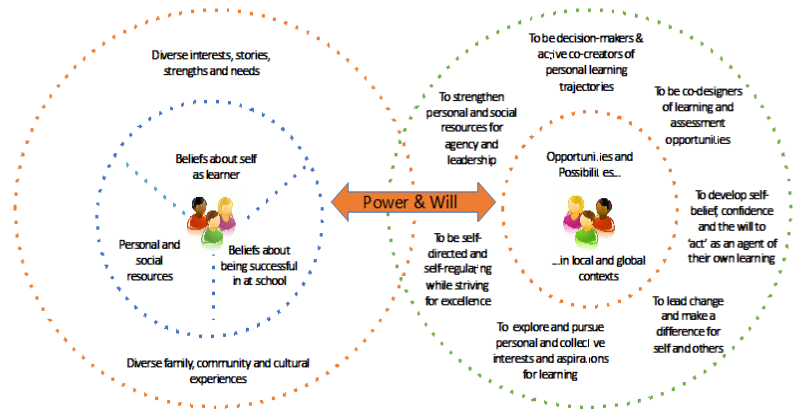 Diverse interests, stories,
strengths and needs
Beliefs about self
as learner
Personal and
social
resources
Beliefs about
being successful
in at school
Diverse family, community and cultural
experiences
Power & Will
To be decision-makers &
active co-creators of
personal learning
trajectories
To strengthen
personal and social
resources for
agency and
leadership
To be co-designers
of learning and
assessment
opportunities
Opportunities and
Possibilities...
...in local and global
contexts
To develop self-
belief, confidence
and the will to
‘act’ as an agent of
their own learning
To be self-
directed and
self-regulating
while striving
for excellence
To lead change
and make a
difference for
self and others
To explore and pursue
personal and collective
interests and aspirations
for learning